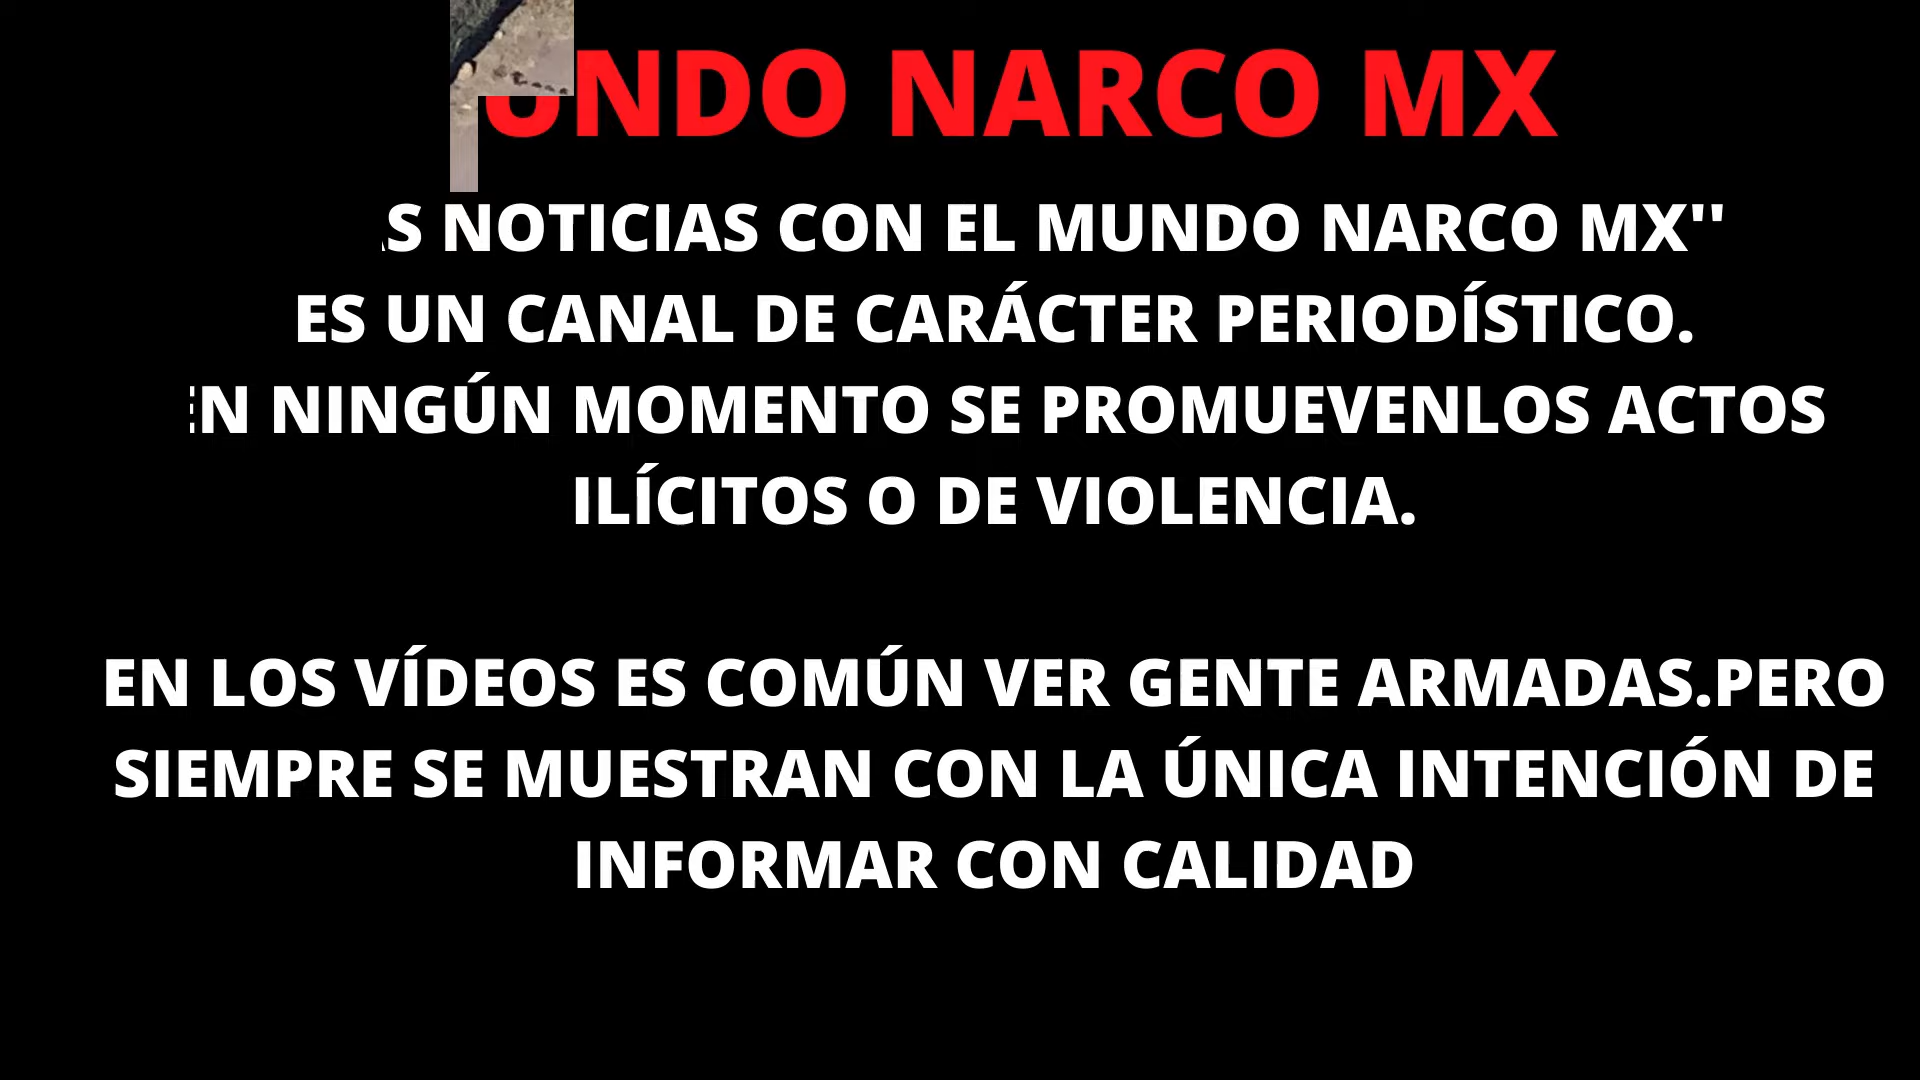 UNDO NARCO MX
S NOTICIAS CON EL MUNDO NARCO MX"
ES UN CANAL DE CARÁCTER PERIODÍSTICO.
EN NINGÚN MOMENTO SE PROMUEVENLOS ACTOS
ILÍCITOS O DE VIOLENCIA.
EN LOS VÍDEOS ES COMÚN VER GENTE ARMADAS.PERO
SIEMPRE SE MUESTRAN CON LA ÚNICA INTENCIÓN DE
INFORMAR CON CALIDAD